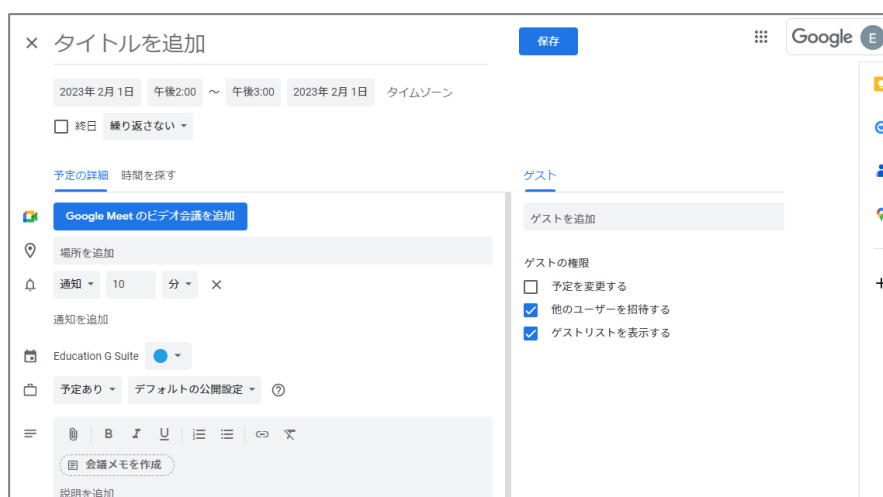 タイトルを追加
保存
Google E
2023年 2月 1日 午後2:00 ～ 午後3:00 2023年 2月 1日 タイムゾーン
終日 繰り返さない
予定の詳細 時間を探す
Google Meet のビデオ会議を追加
場所を追加
通知 10 分
通知を追加
Education G Suite
予定あり デフォルトの公開設定
B I U
会議メモを作成
説明を追加
ゲスト
ゲストを追加
ゲストの権限
予定を変更する
他のユーザーを招待する
ゲストリストを表示する